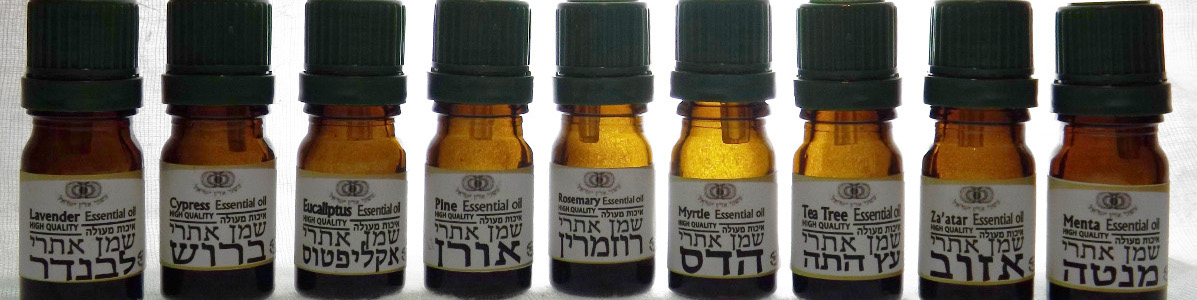 Lavender Essential oil
HIGH QUALITY איכות מעולה
שמן אתרי
לבנדר
Cypress Essential oil
HIGH QUALITY איכות מעולה
שמן אתרי
ברוש
Eucaliptus Essential oil
HIGH QUALITY איכות מעולה
שמן אתרי
אקליפטוס
Pine Essential oil
HIGH QUALITY איכות מעולה
שמן אתרי
אורן
Rosemary Essential oil
HIGH QUALITY איכות מעולה
שמן אתרי
רוזמרין
Myrtle Essential oil
HIGH QUALITY איכות מעולה
שמן אתרי
הדס
Tea Tree Essential oil
HIGH QUALITY איכות מעולה
שמן אתרי
עץ התה
Za'atar Essential oil
HIGH QUALITY איכות מעולה
שמן אתרי
אזוב
Menta Essential oil
HIGH QUALITY איכות מעולה
שמן אתרי
מנטה